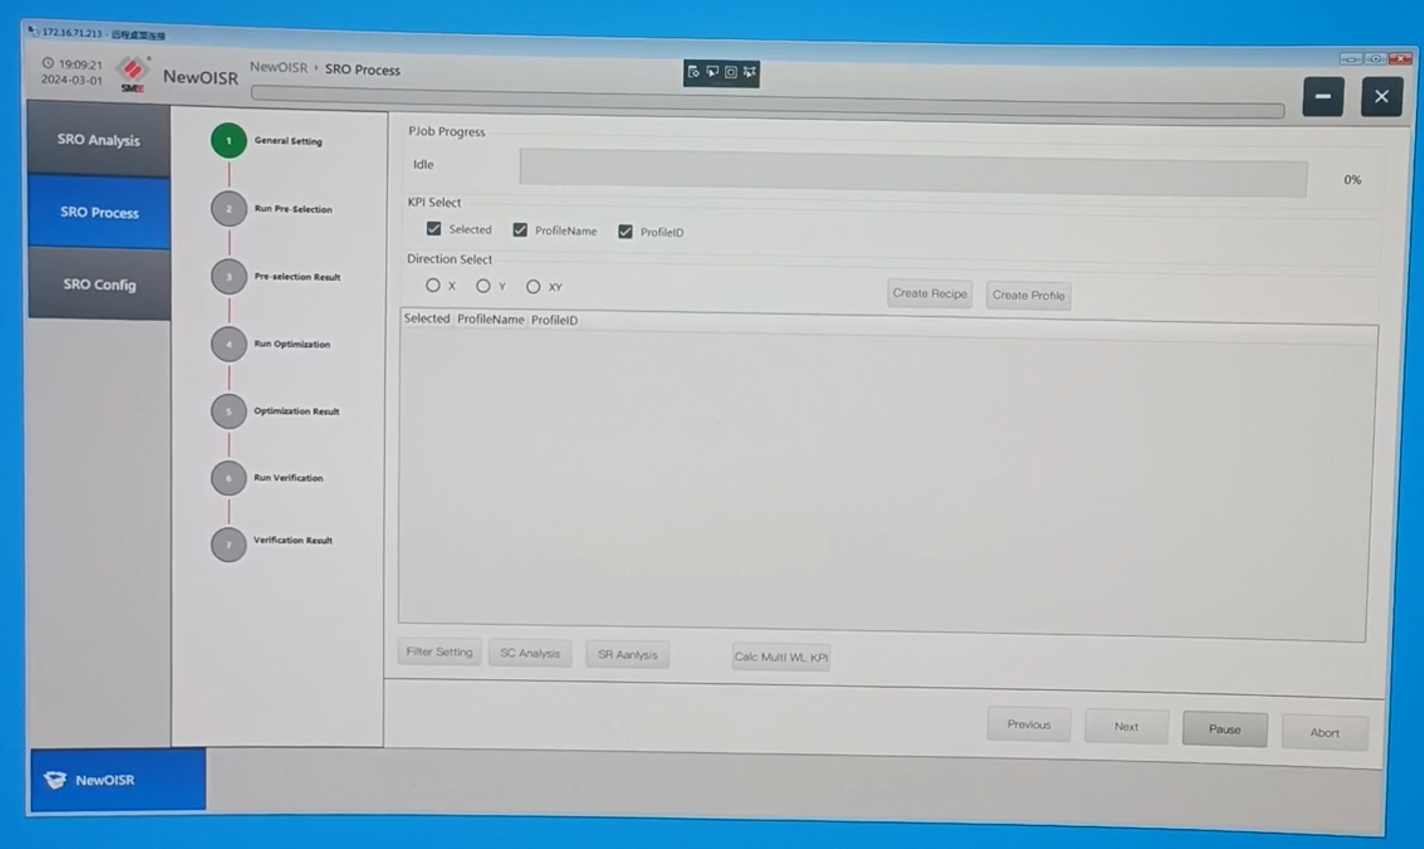 172.16.71.213 - 远程桌面连接
19:09:21
2024-03-01
SMEE
NewOISR
NewOISR › SRO Process
SRO Analysis
SRO Process
SRO Config
1 General Setting
2 Run Pre-Selection
3 Pre-selection Result
4 Run Optimization
5 Optimization Result
6 Run Verification
7 Verification Result
PJob Progress
Idle
0%
KPI Select
Selected ProfileName ProfileID
Direction Select
X Y XY
Create Recipe Create Profile
Selected ProfileName ProfileID
Filter Setting SC Analysis SR Aanlysis Calc Multi WL KPI
Previous Next Pause Abort
NewOISR